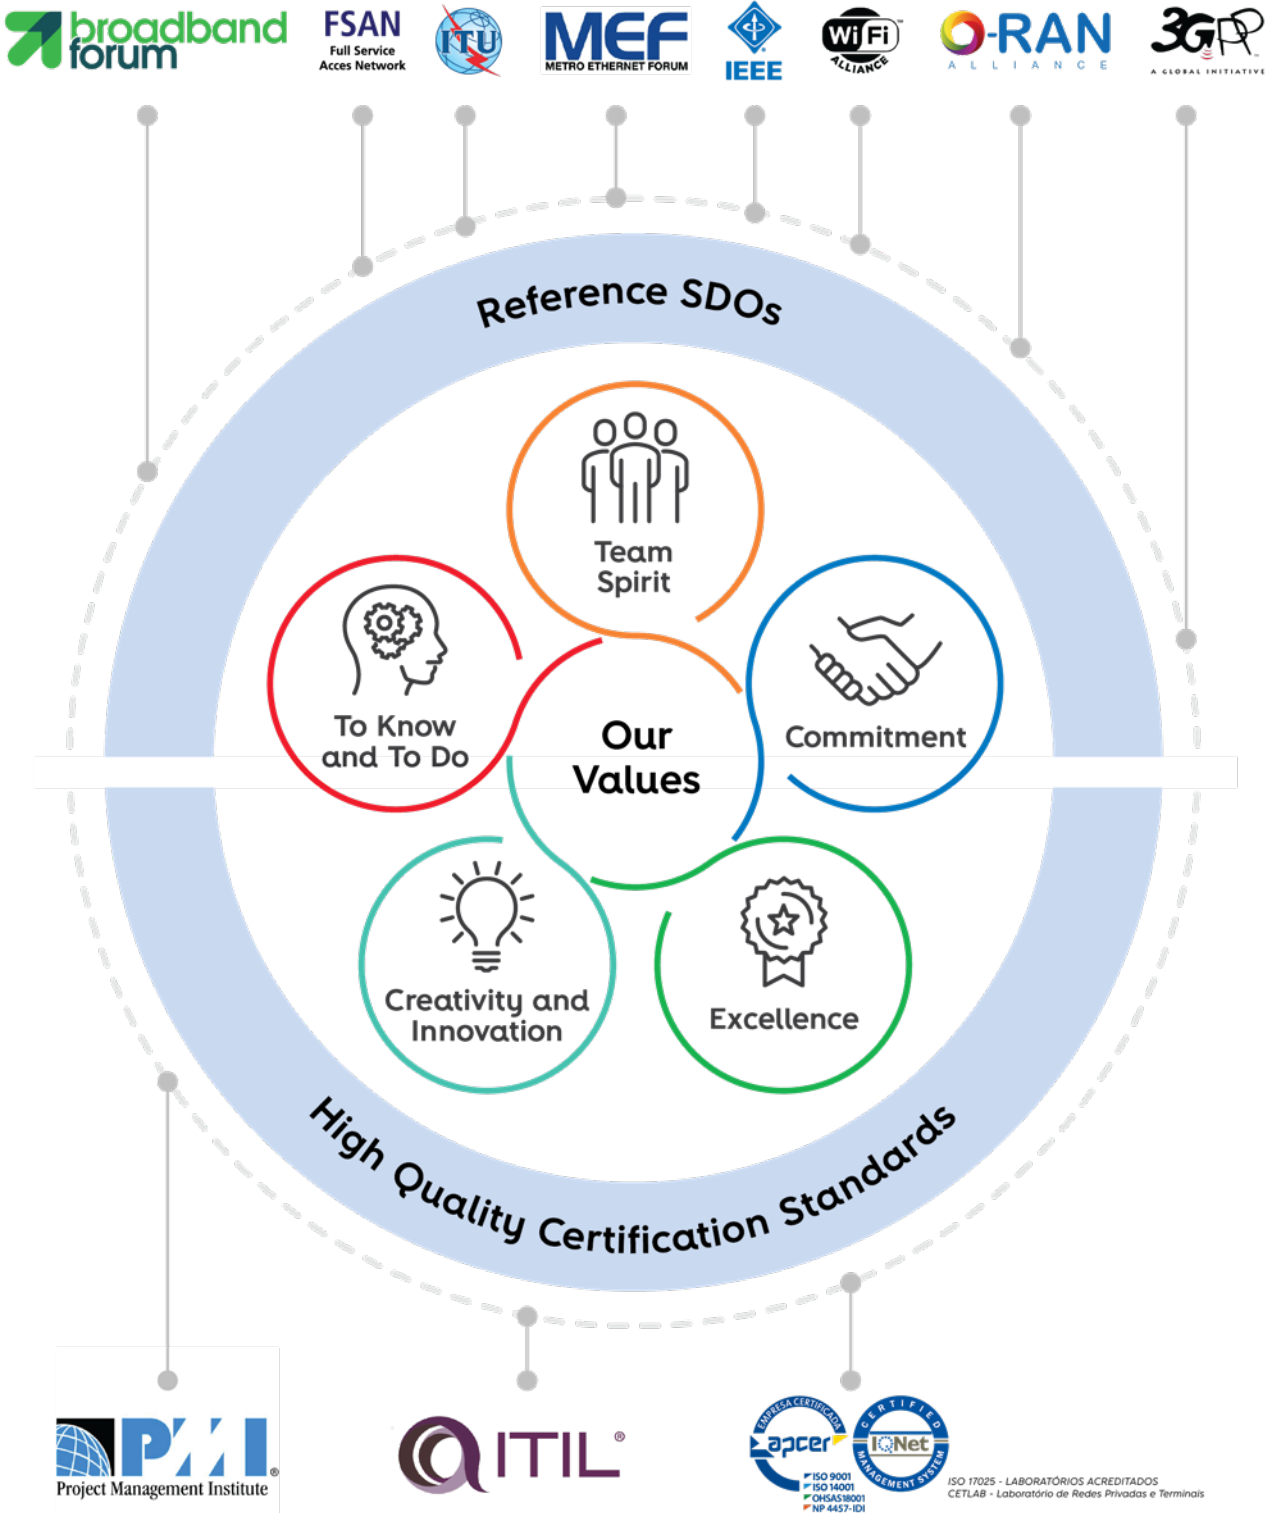 broadband
forum
FSAN
Full Service
Acces Network
ITU
MEF
METRO ETHERNET FORUM
IEEE
Wi Fi
ALLIANCE
O-RAN
ALLIANCE
3GPP
A GLOBAL INITIATIVE
Reference SDOs
Team
Spirit
To Know
and To Do
Commitment
Our
Values
Creativity and
Innovation
Excellence
High Quality Certification Standards
PMI
Project Management Institute
ITIL®
EMPRESA CERTIFICADA
apcer
ISO 9001
ISO 14001
OHSAS18001
NP 4457-IDI
CERTIFIED
IQNet
MANAGEMENT SYSTEM
ISO 17025 - LABORATÓRIOS ACREDITADOS
CETLAB - Laboratório de Redes Privadas e Terminais